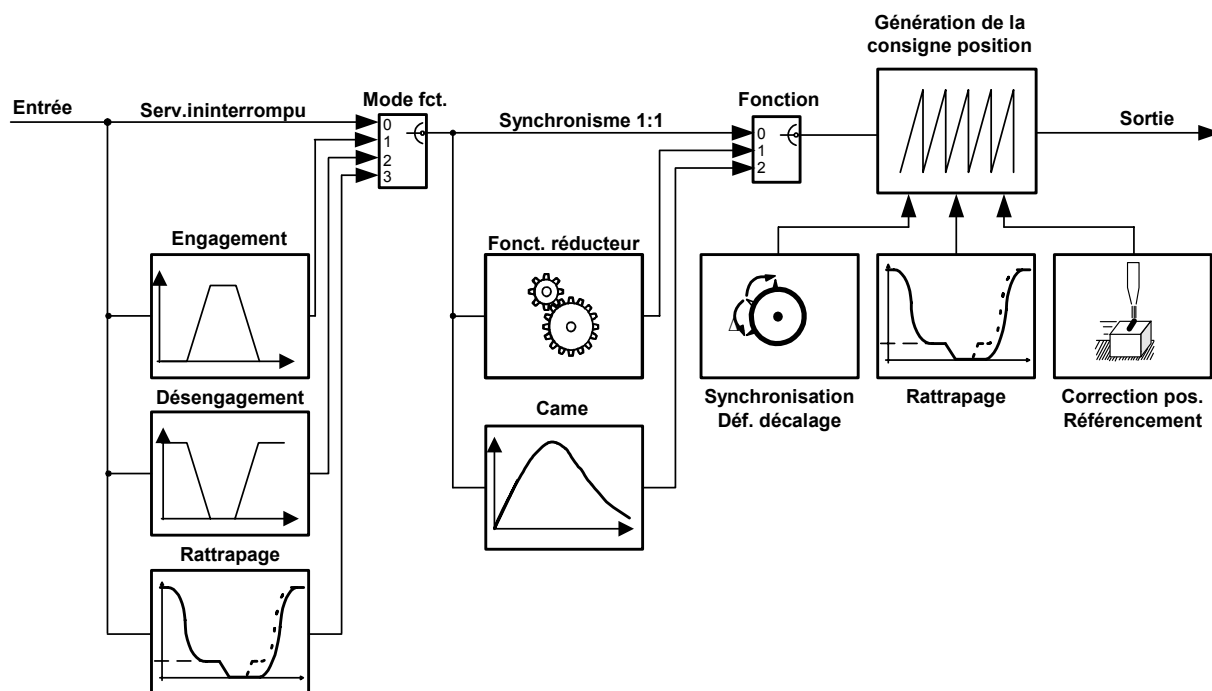 Génération de la
consigne position
Entrée
Serv.ininterrompu
Mode fct.
0
1
2
3
Synchronisme 1:1
Fonction
0
1
2
Sortie
Engagement
Fonct. réducteur
Désengagement
Came
Synchronisation
Déf. décalage
Rattrapage
Correction pos.
Référencement
Rattrapage